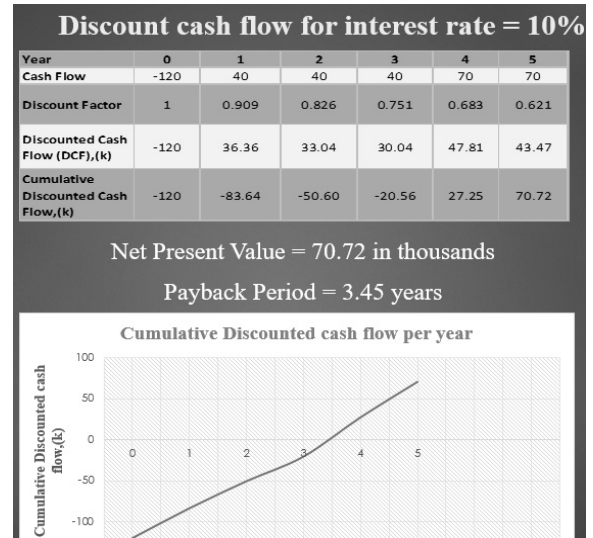 Discount cash flow for interest rate = 10%
Year 0 1 2 3 4 5
Cash Flow -120 40 40 40 70 70
Discount Factor 1 0.909 0.826 0.751 0.683 0.621
Discounted Cash
Flow (DCF),(k) -120 36.36 33.04 30.04 47.81 43.47
Cumulative
Discounted Cash -120 -83.64 -50.60 -20.56 27.25 70.72
Flow,(k)
Net Present Value = 70.72 in thousands
Payback Period = 3.45 years
Cumulative Discounted cash flow per year
Cumulative Discounted cash
flow,(k)
100
50
0
0 1 2 3 4 5
-50
-100